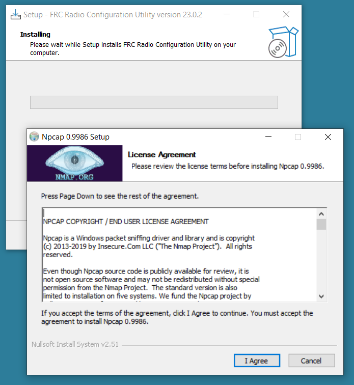 Setup - FRC Radio Configuration Utility version 23.0.2
Installing
Please wait while Setup installs FRC Radio Configuration Utility on your
computer.
Npcap 0.9986 Setup
NMAP.ORG
License Agreement
Please review the license terms before installing Npcap 0.9986.
Press Page Down to see the rest of the agreement.
NPCAP COPYRIGHT / END USER LICENSE AGREEMENT
Npcap is a Windows packet sniffing driver and library and is copyright
(c) 2013-2019 by Insecure.Com LLC ("The Nmap Project"). All rights
reserved.
Even though Npcap source code is publicly available for review, it is
not open source software and may not be redistributed without special
permission from the Nmap Project. The standard version is also
limited to installation on five systems. We fund the Npcap project by
If you accept the terms of the agreement, click I Agree to continue. You must accept the
agreement to install Npcap 0.9986.
Nullsoft Install System v2.51
I Agree
Cancel